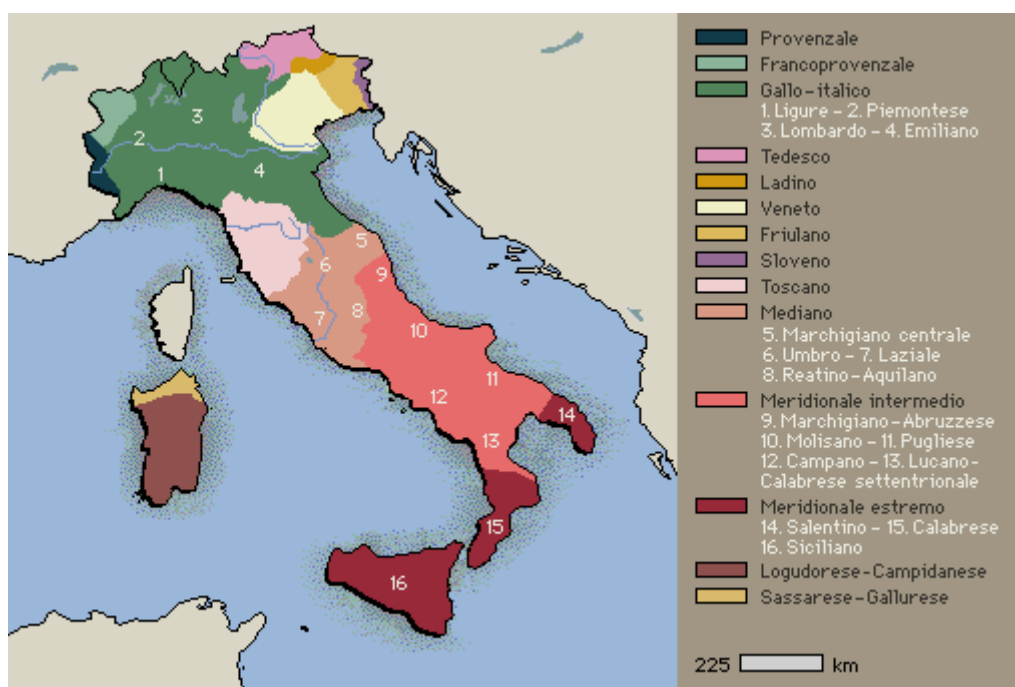 Provenzale
Francoprovenzale
Gallo-italico
1. Ligure - 2. Piemontese
3. Lombardo - 4. Emiliano
Tedesco
Ladino
Veneto
Friulano
Sloveno
Toscano
Mediano
5. Marchigiano centrale
6. Umbro - 7. Laziale
8. Reatino-Aquilano
Meridionale intermedio
9. Marchigiano-Abruzzese
10. Molisano - 11. Pugliese
12. Campano - 13. Lucano-
Calabrese settentrionale
Meridionale estremo
14. Salentino - 15. Calabrese
16. Siciliano
Logudorese-Campidanese
Sassarese-Gallurese
225 km
3
2
1
4
5
6
9
7
8
10
11
12
14
13
15
16